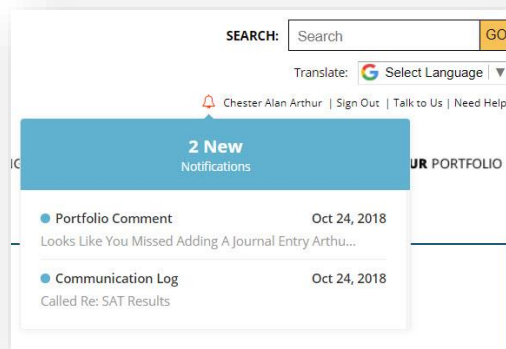 SEARCH: Search GO
Translate: G Select Language ▼
Chester Alan Arthur | Sign Out | Talk to Us | Need Help
2 New
Notifications
UR PORTFOLIO
Portfolio Comment Oct 24, 2018
Looks Like You Missed Adding A Journal Entry Arthu...
Communication Log Oct 24, 2018
Called Re: SAT Results